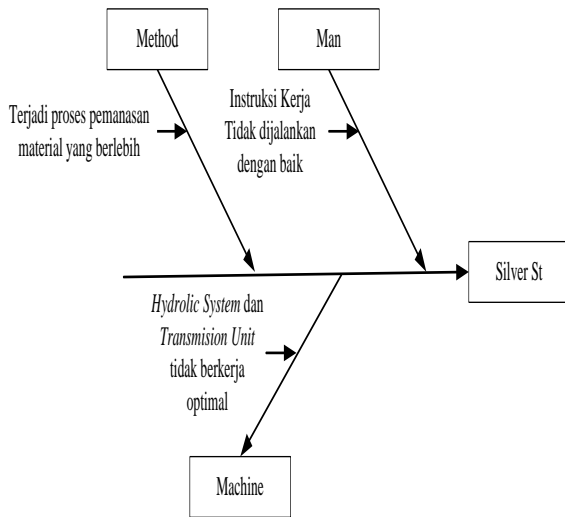 Method
Man
Terjadi proses pemanasan
material yang berlebih
Instruksi Kerja
Tidak dijalankan
dengan baik
Silver St
Hydrolic System dan
Transmision Unit
tidak berkerja
optimal
Machine